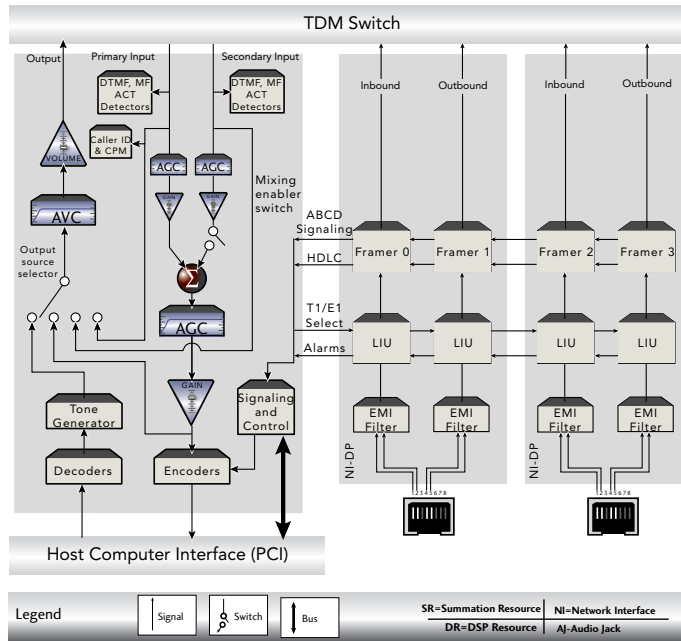 TDM Switch
Output
Primary Input
Secondary Input
Inbound
Outbound
Inbound
Outbound
DTMF, MF
ACT
Detectors
DTMF, MF
ACT
Detectors
Caller ID
& CPM
VOLUME
AGC
AGC
GAIN
GAIN
Mixing
enabler
switch
AVC
Output
source
selector
Σ
AGC
GAIN
ABCD
Signaling
HDLC
Framer 0
Framer 1
Framer 2
Framer 3
T1/E1
Select
Alarms
LIU
LIU
LIU
LIU
Tone
Generator
Signaling
and
Control
EMI
Filter
EMI
Filter
EMI
Filter
EMI
Filter
NI-DP
NI-DP
Decoders
Encoders
12345678
12345678
Host Computer Interface (PCI)
Legend
Signal
Switch
Bus
SR=Summation Resource
NI=Network Interface
DR=DSP Resource
AJ-Audio Jack